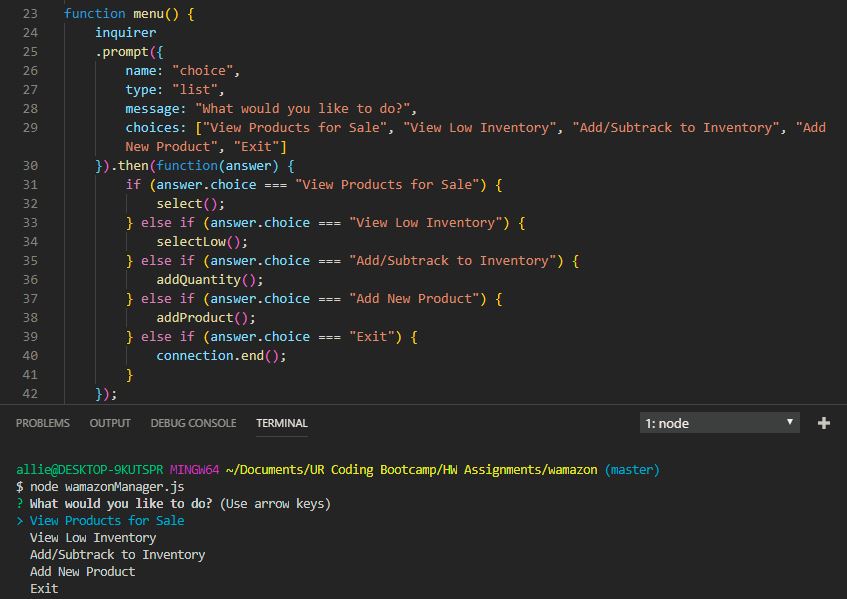 23 function menu() {
24 inquirer
25 .prompt({
26 name: "choice",
27 type: "list",
28 message: "What would you like to do?",
29 choices: ["View Products for Sale", "View Low Inventory", "Add/Subtrack to Inventory", "Add
New Product", "Exit"]
30 }).then(function(answer) {
31 if (answer.choice === "View Products for Sale") {
32 select();
33 } else if (answer.choice === "View Low Inventory") {
34 selectLow();
35 } else if (answer.choice === "Add/Subtrack to Inventory") {
36 addQuantity();
37 } else if (answer.choice === "Add New Product") {
38 addProduct();
39 } else if (answer.choice === "Exit") {
40 connection.end();
41 }
42 });
PROBLEMS OUTPUT DEBUG CONSOLE TERMINAL 1: node
allie@DESKTOP-9KUTSPR MINGW64 ~/Documents/UR Coding Bootcamp/HW Assignments/wamazon (master)
$ node wamazonManager.js
? What would you like to do? (Use arrow keys)
> View Products for Sale
View Low Inventory
Add/Subtrack to Inventory
Add New Product
Exit